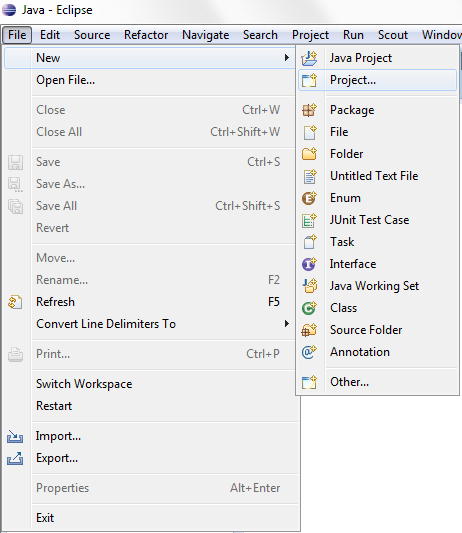 Java - Eclipse
File Edit Source Refactor Navigate Search Project Run Scout Window
New
Open File...
Close Ctrl+W
Close All Ctrl+Shift+W
Save Ctrl+S
Save As...
Save All Ctrl+Shift+S
Revert
Move...
Rename... F2
Refresh F5
Convert Line Delimiters To
Print... Ctrl+P
Switch Workspace
Restart
Import...
Export...
Properties Alt+Enter
Exit
Java Project
Project...
Package
File
Folder
Untitled Text File
Enum
JUnit Test Case
Task
Interface
Java Working Set
Class
Source Folder
Annotation
Other...